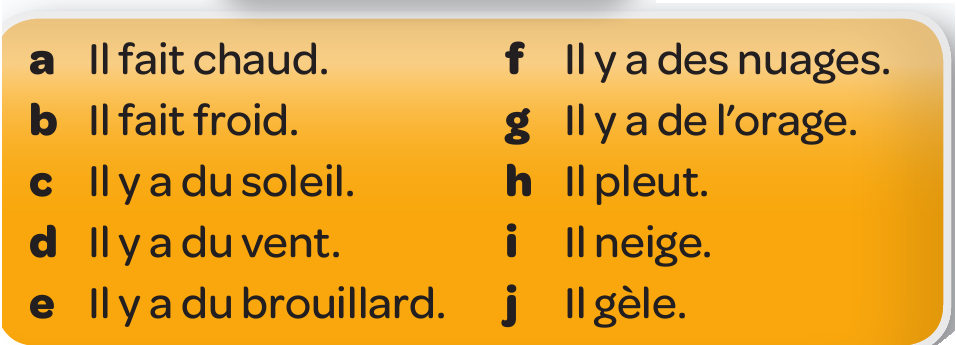 a Il fait chaud.
b Il fait froid.
c Il y a du soleil.
d Il y a du vent.
e Il y a du brouillard.
f Il y a des nuages.
g Il y a de l'orage.
h Il pleut.
i Il neige.
j Il gèle.